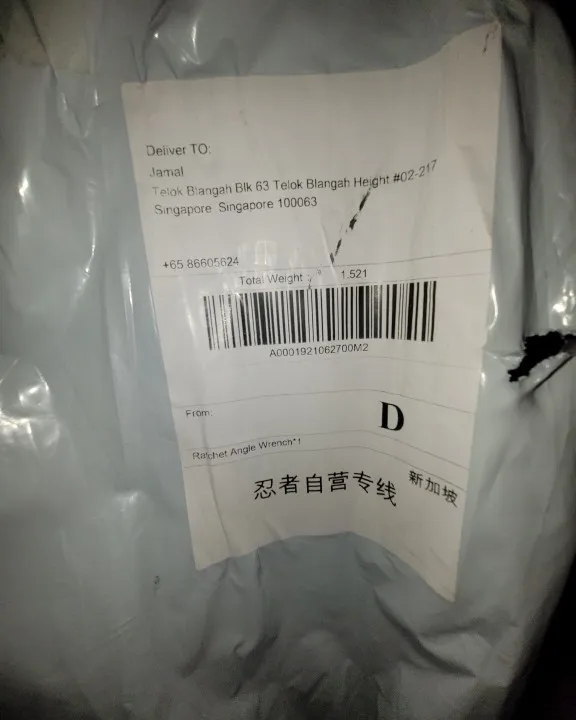 Deliver TO:
Jamal
Telok Blangah Blk 63 Telok Blangah Height #02-217
Singapore Singapore 100063
+65 86605624
Total Weight : 1.521
A0001921062700M2
From:
D
Ratchet Angle Wrench*1
忍者自营专线 新加坡